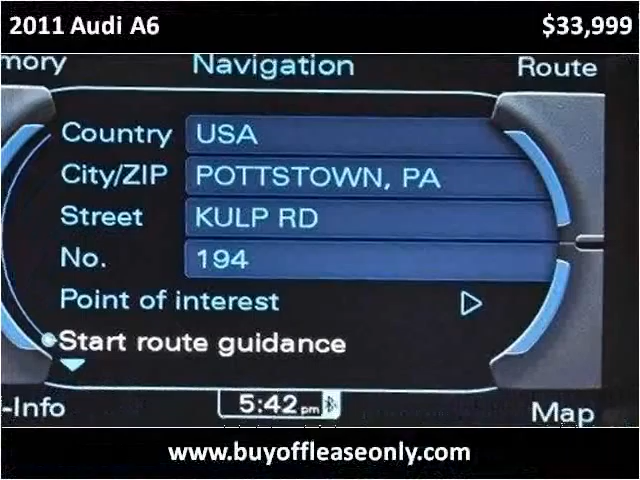 2011 Audi A6 $33,999
mory Navigation Route
Country USA
City/ZIP POTTSTOWN, PA
Street KULP RD
No. 194
Point of interest
Start route guidance
-Info 5:42 pm Map
www.buyoffleaseonly.com